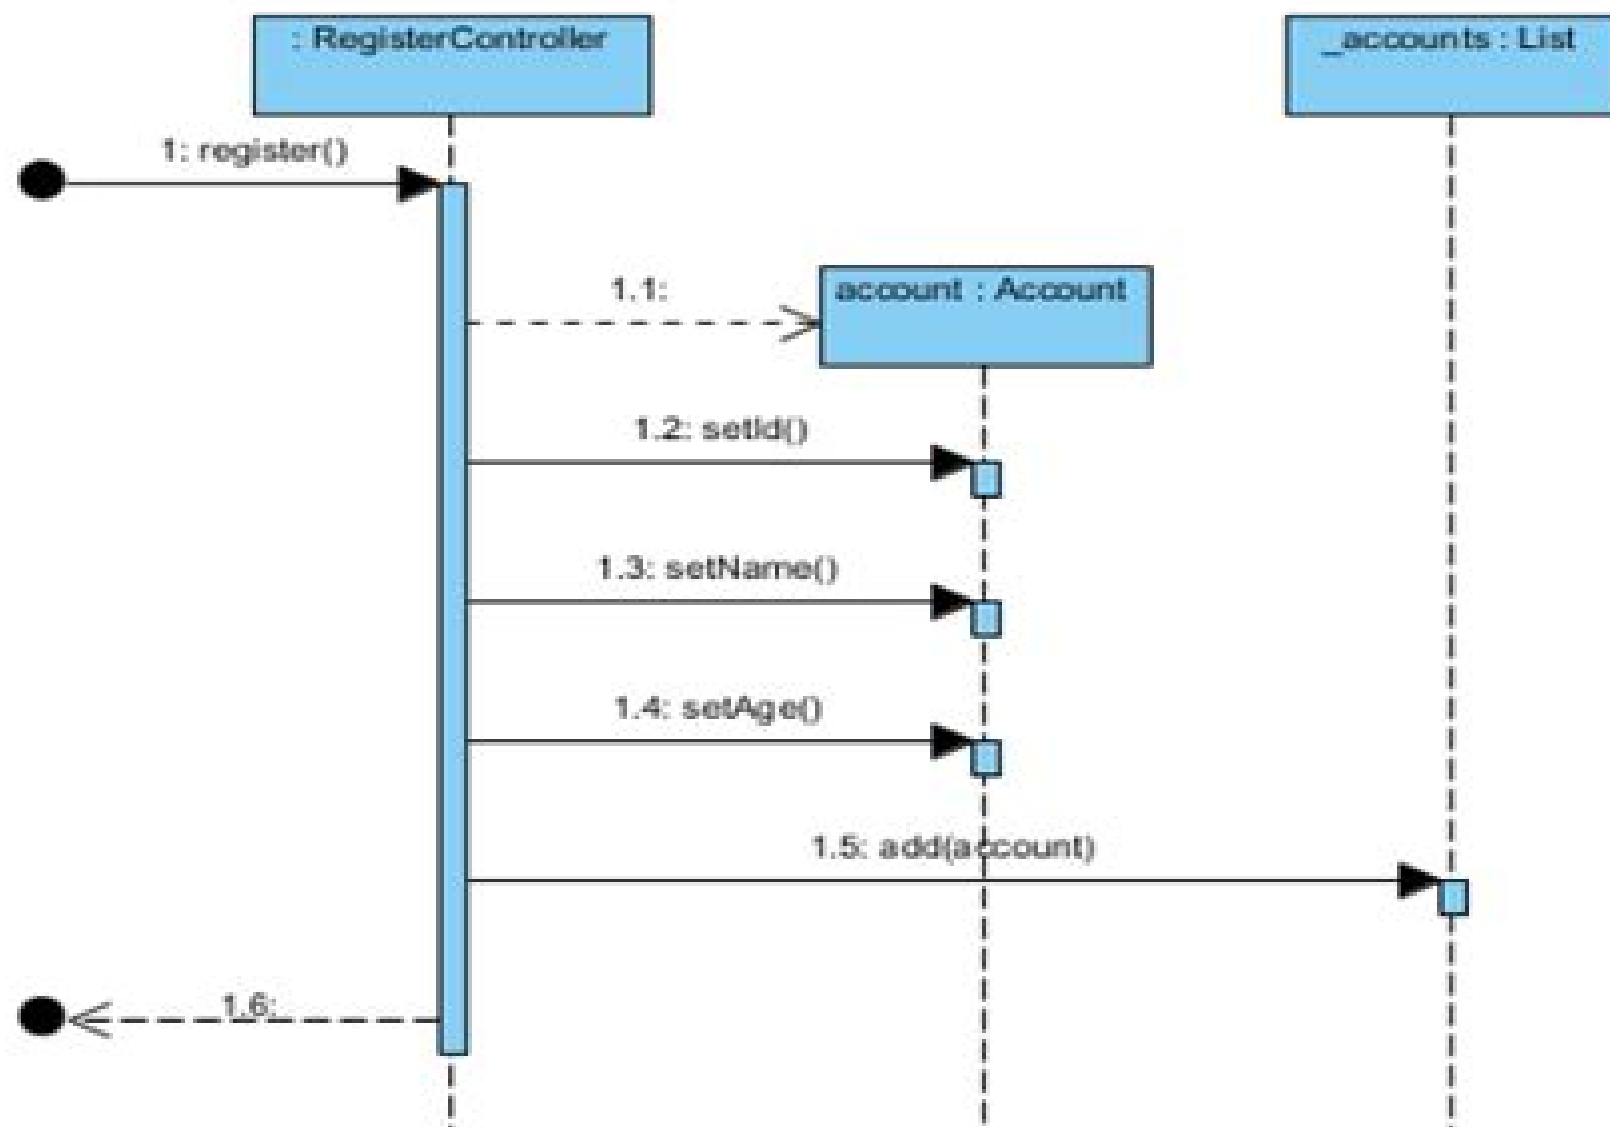 : RegisterController
_accounts : List
1: register()
account : Account
1.1:
1.2: setId()
1.3: setName()
1.4: setAge()
1.5: add(account)
1.6: